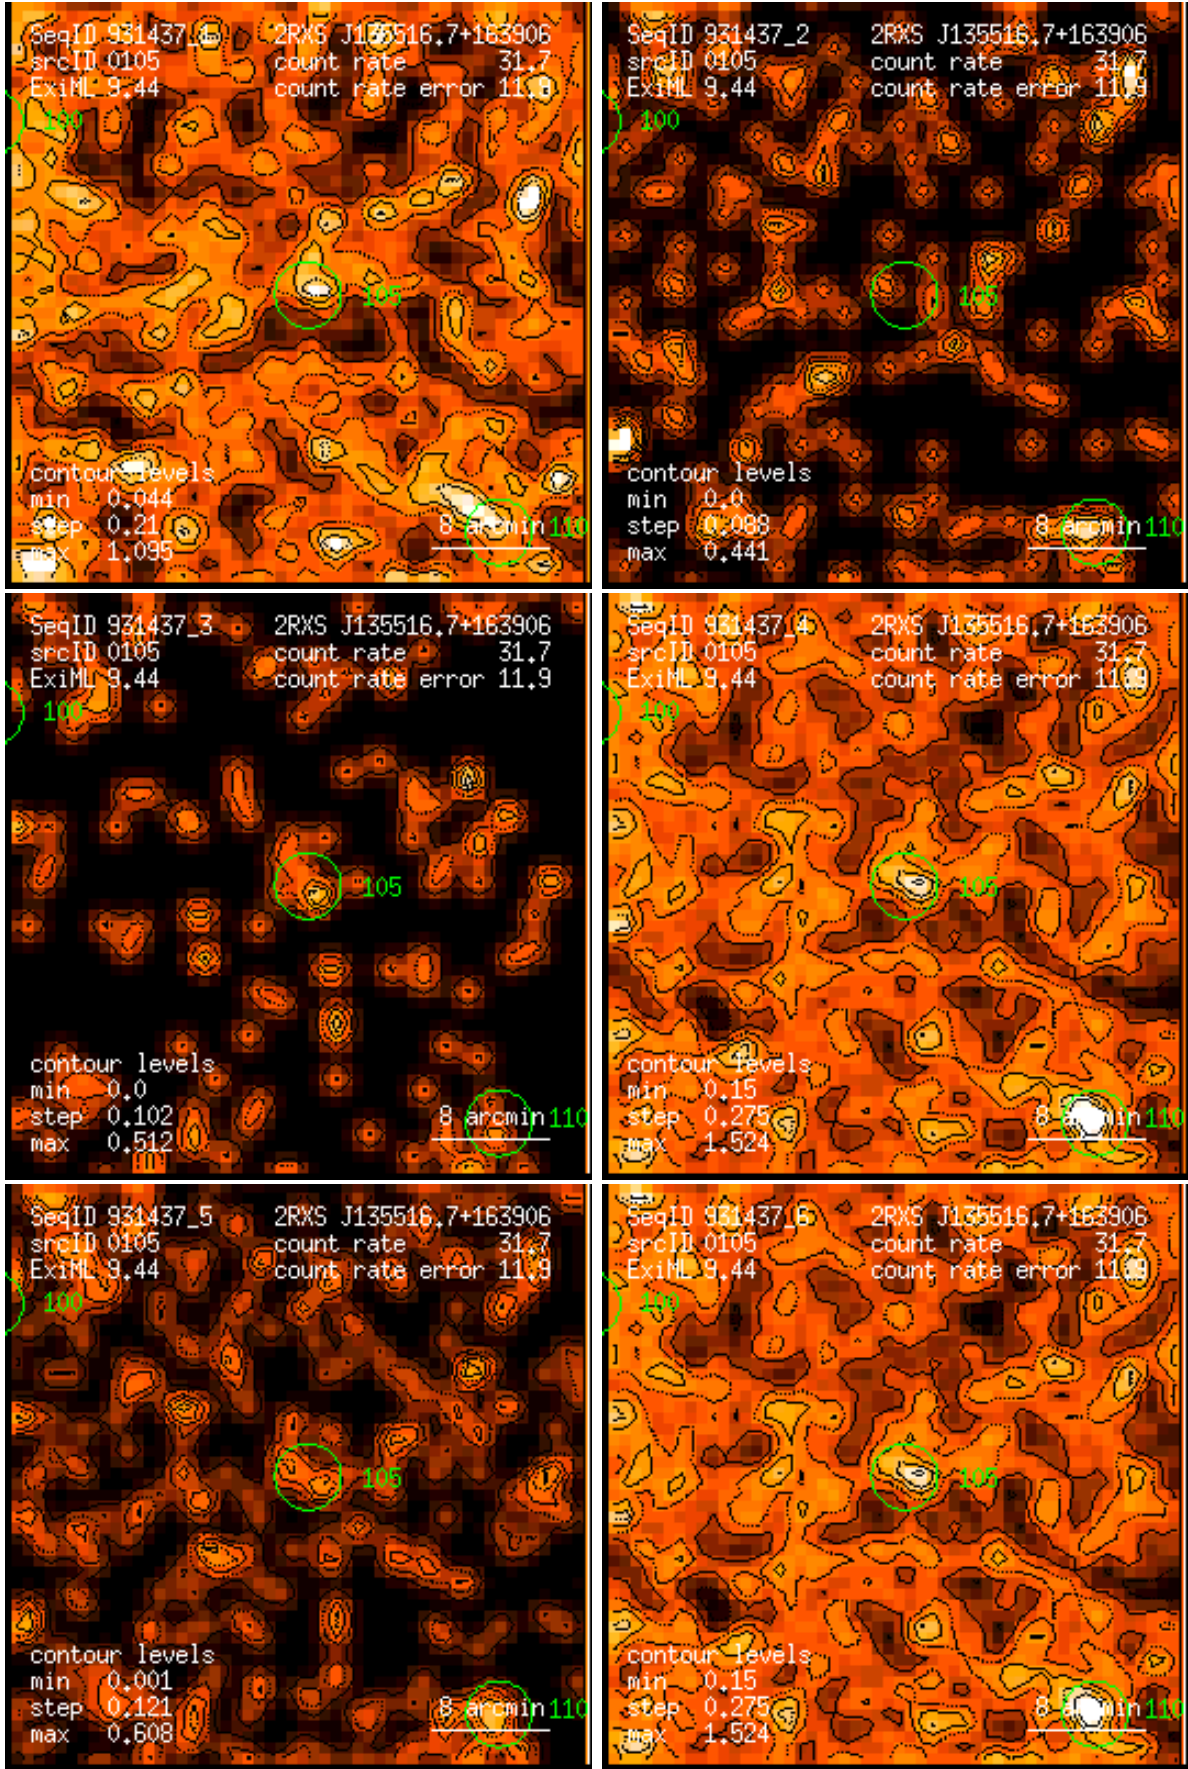 SeqID 931437_1 2RXS J135516.7+163906
srcID 0105 count rate 31.7
ExiML 9.44 count rate error 11.9
100
105
contour levels
min 0.044
step 0.21 8 arcmin 110
max 1.095
SeqID 931437_2 2RXS J135516.7+163906
srcID 0105 count rate 31.7
ExiML 9.44 count rate error 11.9
100
105
contour levels
min 0.0
step 0.088 8 arcmin 110
max 0.441
SeqID 931437_3 2RXS J135516.7+163906
srcID 0105 count rate 31.7
ExiML 9.44 count rate error 11.9
100
105
contour levels
min 0.0
step 0.102 8 arcmin 110
max 0.512
SeqID 931437_4 2RXS J135516.7+163906
srcID 0105 count rate 31.7
ExiML 9.44 count rate error 11.9
100
105
contour levels
min 0.15
step 0.275 8 arcmin 110
max 1.524
SeqID 931437_5 2RXS J135516.7+163906
srcID 0105 count rate 31.7
ExiML 9.44 count rate error 11.9
100
105
contour levels
min 0.001
step 0.121 8 arcmin 110
max 0.608
SeqID 931437_6 2RXS J135516.7+163906
srcID 0105 count rate 31.7
ExiML 9.44 count rate error 11.9
100
105
contour levels
min 0.15
step 0.275 8 arcmin 110
max 1.524